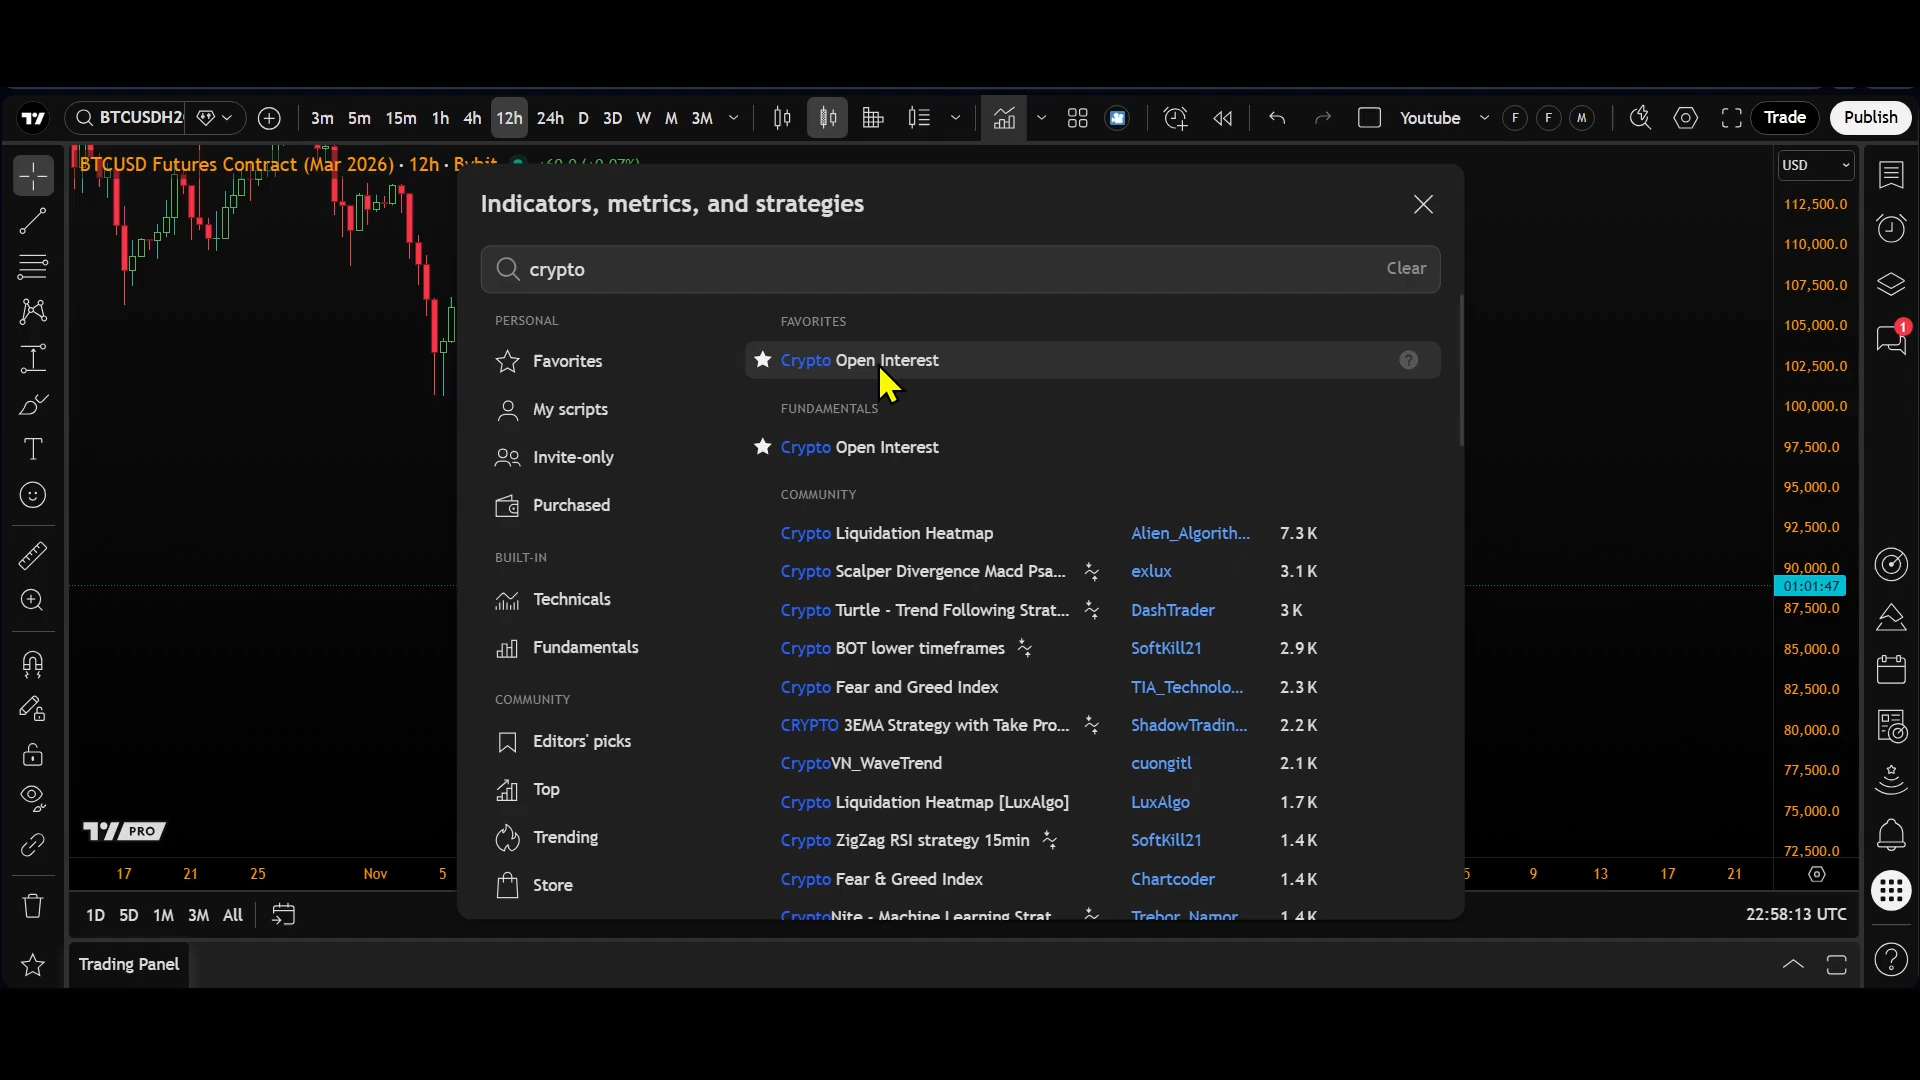 BTCUSDH2
3m 5m 15m 1h 4h 12h 24h D 3D W M 3M
Youtube
F F M
Trade
Publish
BTCUSD Futures Contract (Mar 2026) · 12h · Bybit
USD
Indicators, metrics, and strategies
crypto
Clear
PERSONAL
Favorites
My scripts
Invite-only
Purchased
BUILT-IN
Technicals
Fundamentals
COMMUNITY
Editors' picks
Top
Trending
Store
FAVORITES
Crypto Open Interest
FUNDAMENTALS
Crypto Open Interest
COMMUNITY
Crypto Liquidation Heatmap Alien_Algorith... 7.3 K
Crypto Scalper Divergence Macd Psa... exlux 3.1 K
Crypto Turtle - Trend Following Strat... DashTrader 3 K
Crypto BOT lower timeframes SoftKill21 2.9 K
Crypto Fear and Greed Index TIA_Technolo... 2.3 K
CRYPTO 3EMA Strategy with Take Pro... ShadowTradin... 2.2 K
CryptoVN_WaveTrend cuongitl 2.1 K
Crypto Liquidation Heatmap [LuxAlgo] LuxAlgo 1.7 K
Crypto ZigZag RSI strategy 15min SoftKill21 1.4 K
Crypto Fear & Greed Index Chartcoder 1.4 K
CryptoNite - Machine Learning Strat... Trebor_Namor 1.4 K
112,500.0
110,000.0
107,500.0
105,000.0
102,500.0
100,000.0
97,500.0
95,000.0
92,500.0
90,000.0
01:01:47
87,500.0
85,000.0
82,500.0
80,000.0
77,500.0
75,000.0
72,500.0
1
PRO
17 21 25 Nov 5
9 13 17 21
1D 5D 1M 3M All
22:58:13 UTC
Trading Panel